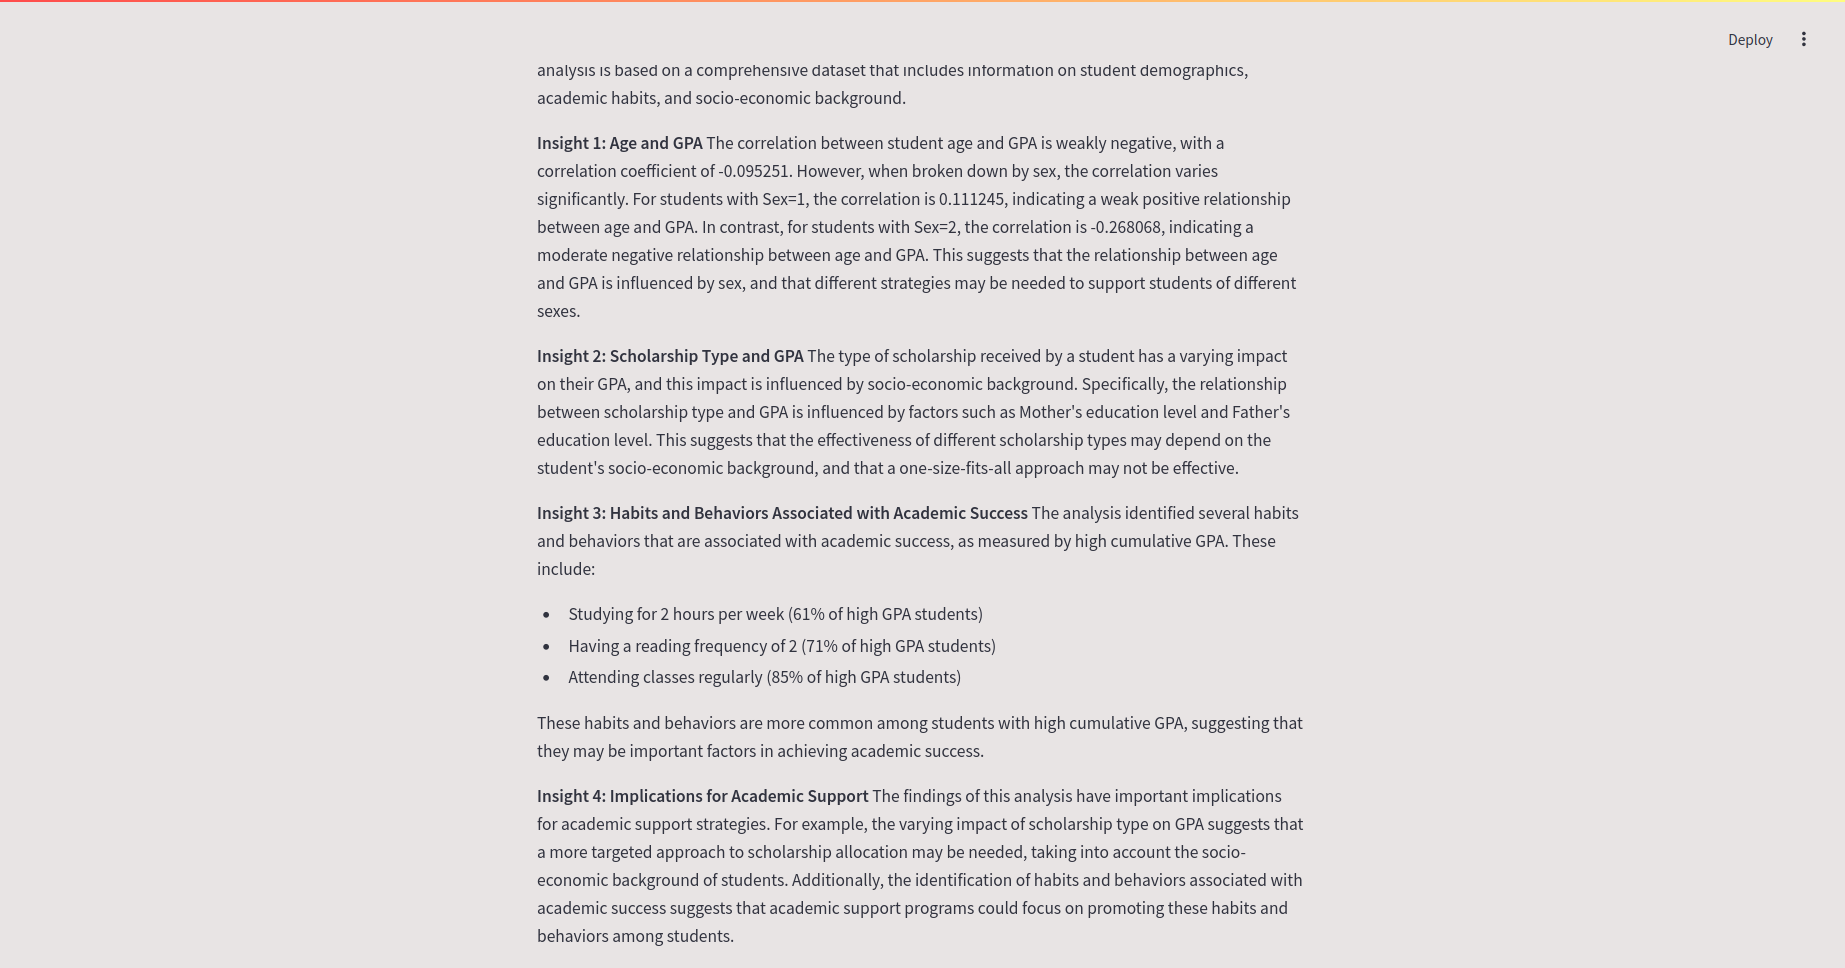 Deploy
analysis is based on a comprehensive dataset that includes information on student demographics,
academic habits, and socio-economic background.
Insight 1: Age and GPA The correlation between student age and GPA is weakly negative, with a
correlation coefficient of -0.095251. However, when broken down by sex, the correlation varies
significantly. For students with Sex=1, the correlation is 0.111245, indicating a weak positive relationship
between age and GPA. In contrast, for students with Sex=2, the correlation is -0.268068, indicating a
moderate negative relationship between age and GPA. This suggests that the relationship between age
and GPA is influenced by sex, and that different strategies may be needed to support students of different
sexes.
Insight 2: Scholarship Type and GPA The type of scholarship received by a student has a varying impact
on their GPA, and this impact is influenced by socio-economic background. Specifically, the relationship
between scholarship type and GPA is influenced by factors such as Mother's education level and Father's
education level. This suggests that the effectiveness of different scholarship types may depend on the
student's socio-economic background, and that a one-size-fits-all approach may not be effective.
Insight 3: Habits and Behaviors Associated with Academic Success The analysis identified several habits
and behaviors that are associated with academic success, as measured by high cumulative GPA. These
include:
• Studying for 2 hours per week (61% of high GPA students)
• Having a reading frequency of 2 (71% of high GPA students)
• Attending classes regularly (85% of high GPA students)
These habits and behaviors are more common among students with high cumulative GPA, suggesting that
they may be important factors in achieving academic success.
Insight 4: Implications for Academic Support The findings of this analysis have important implications
for academic support strategies. For example, the varying impact of scholarship type on GPA suggests that
a more targeted approach to scholarship allocation may be needed, taking into account the socio-
economic background of students. Additionally, the identification of habits and behaviors associated with
academic success suggests that academic support programs could focus on promoting these habits and
behaviors among students.